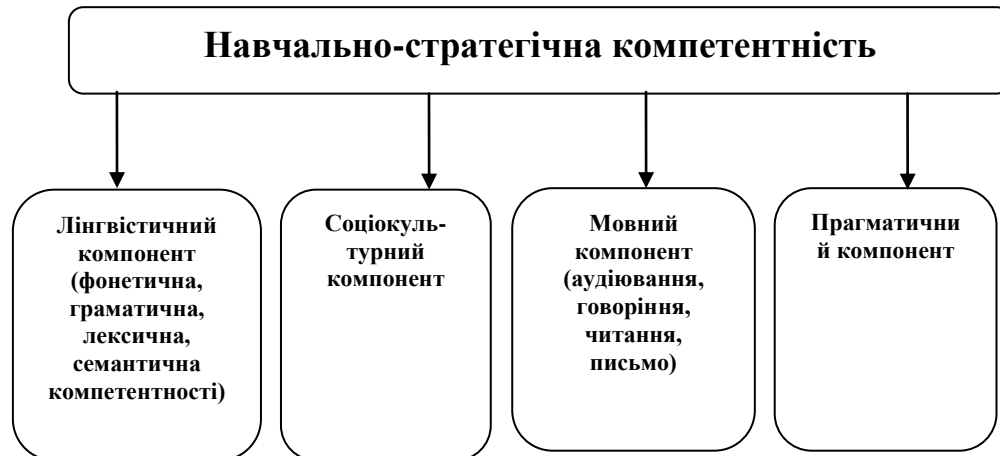 Навчально-стратегічна компетентність
Лінгвістичний
компонент
(фонетична,
граматична,
лексична,
семантична
компетентності)
Соціокуль-
турний
компонент
Мовний
компонент
(аудіювання,
говоріння,
читання,
письмо)
Прагматични
й компонент